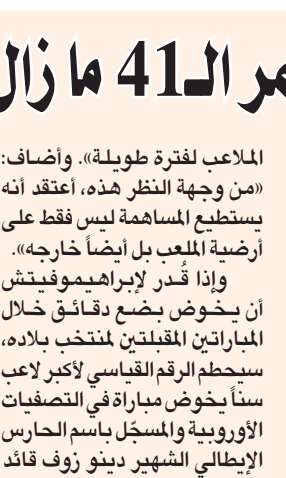 مر الـ41 ما زال
الملاعب لفترة طويلة». وأضاف:
«من وجهة النظر هذه، أعتقد أنه
يستطيع المساهمة ليس فقط على
أرضية الملعب بل أيضاً خارجه».
وإذا قُدر لإبراهيموفيتش
أن يخوض بضع دقائق خلال
المباراتين المقبلتين لمنتخب بلاده،
سيحطم الرقم القياسي لأكبر لاعب
سناً يخوض مباراة في التصفيات
الأوروبية والمسجّل باسم الحارس
الإيطالي الشهير دينو زوف قائد